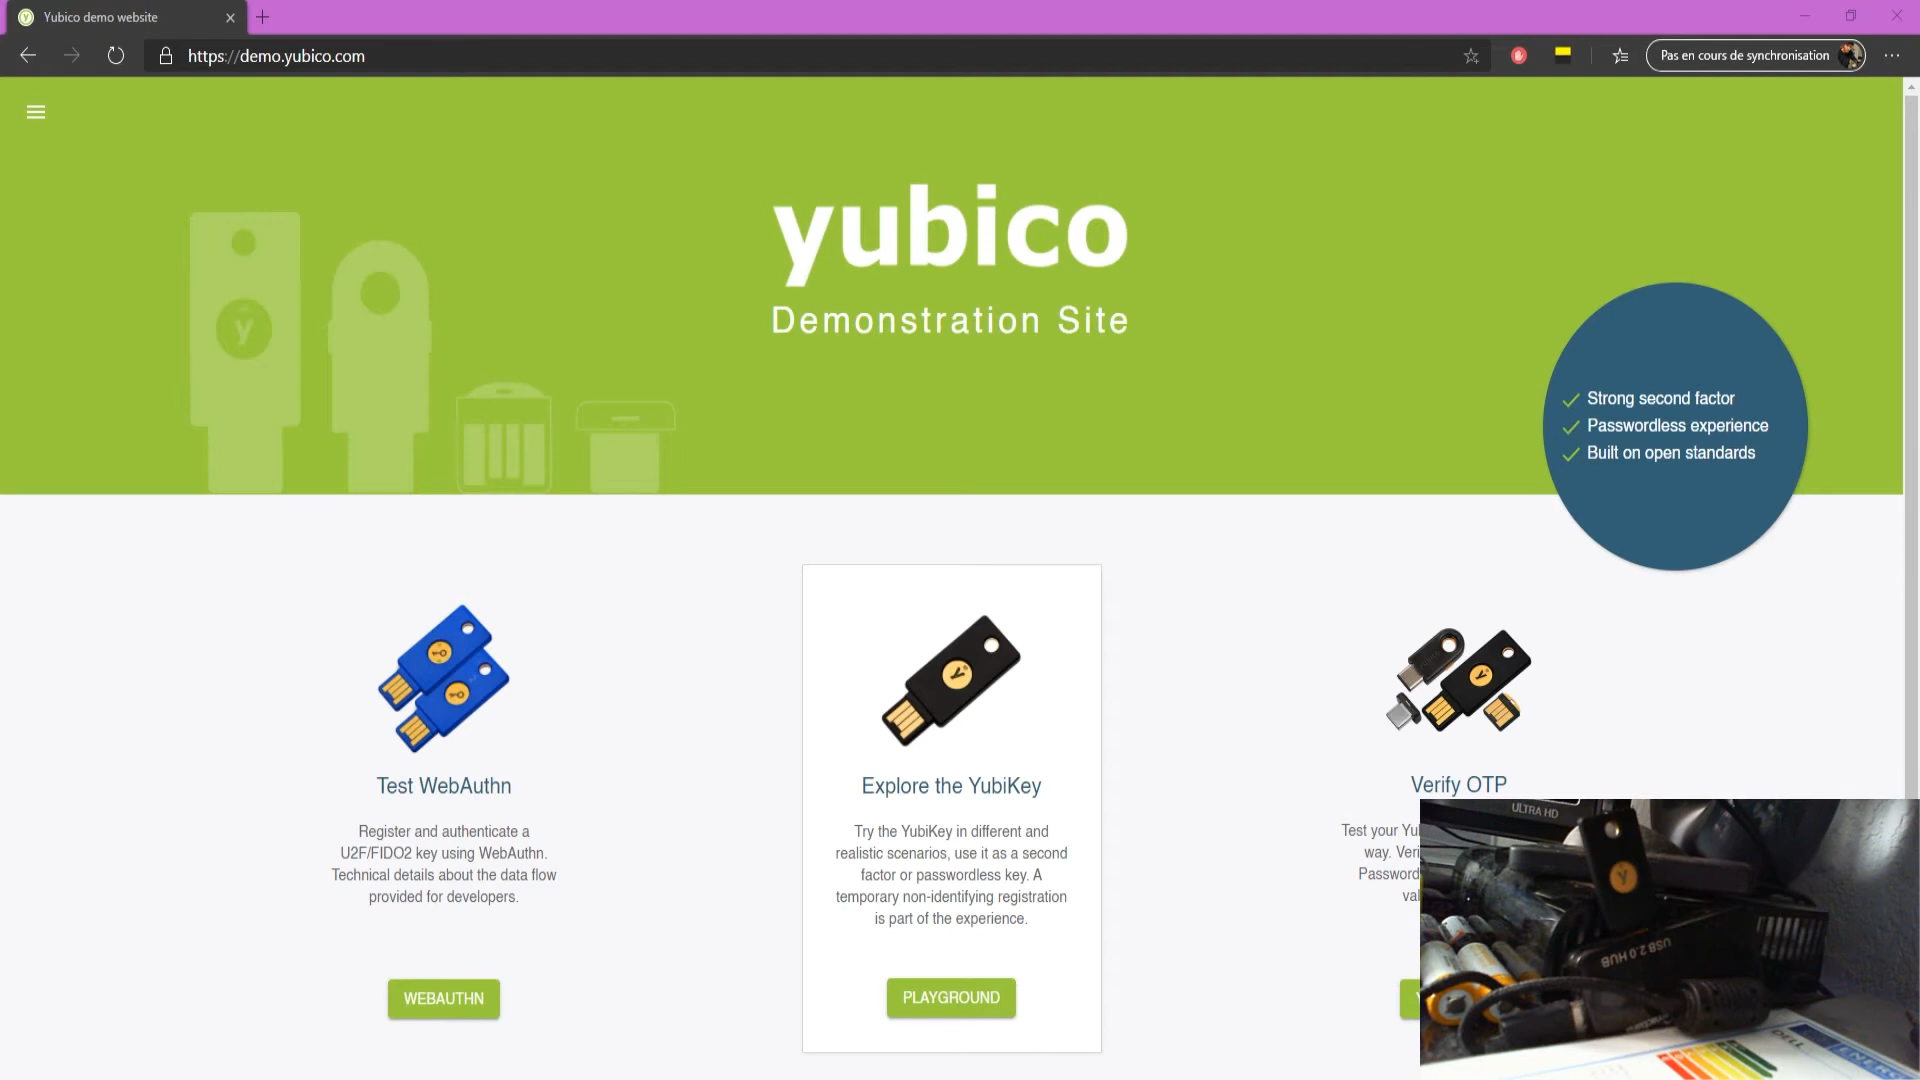 Yubico demo website
https://demo.yubico.com
Pas en cours de synchronisation
yubico
Demonstration Site
Strong second factor
Passwordless experience
Built on open standards
Test WebAuthn
Register and authenticate a
U2F/FIDO2 key using WebAuthn.
Technical details about the data flow
provided for developers.
WEBAUTHN
Explore the YubiKey
Try the YubiKey in different and
realistic scenarios, use it as a second
factor or passwordless key. A
temporary non-identifying registration
is part of the experience.
PLAYGROUND
Verify OTP
Test your
way.
ULTRA HD
USB 2.0 HUB
DELL